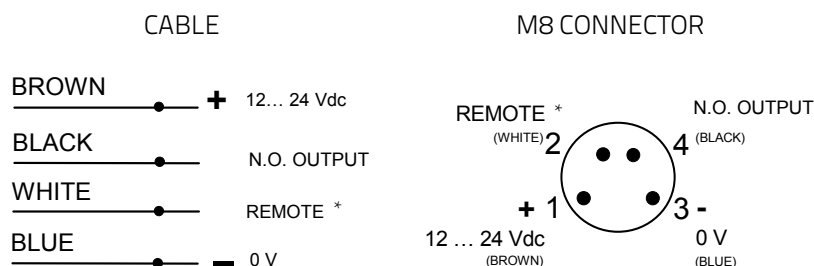 CABLE
BROWN
+ 12... 24 Vdc
BLACK
N.O. OUTPUT
WHITE
REMOTE *
BLUE
- 0 V
M8 CONNECTOR
REMOTE *
(WHITE) 2
N.O. OUTPUT
4 (BLACK)
+ 1
12 ... 24 Vdc
(BROWN)
3 -
0 V
(BLUE)